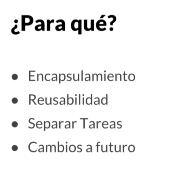 ¿Para qué?
● Encapsulamiento
● Reusabilidad
● Separar Tareas
● Cambios a futuro